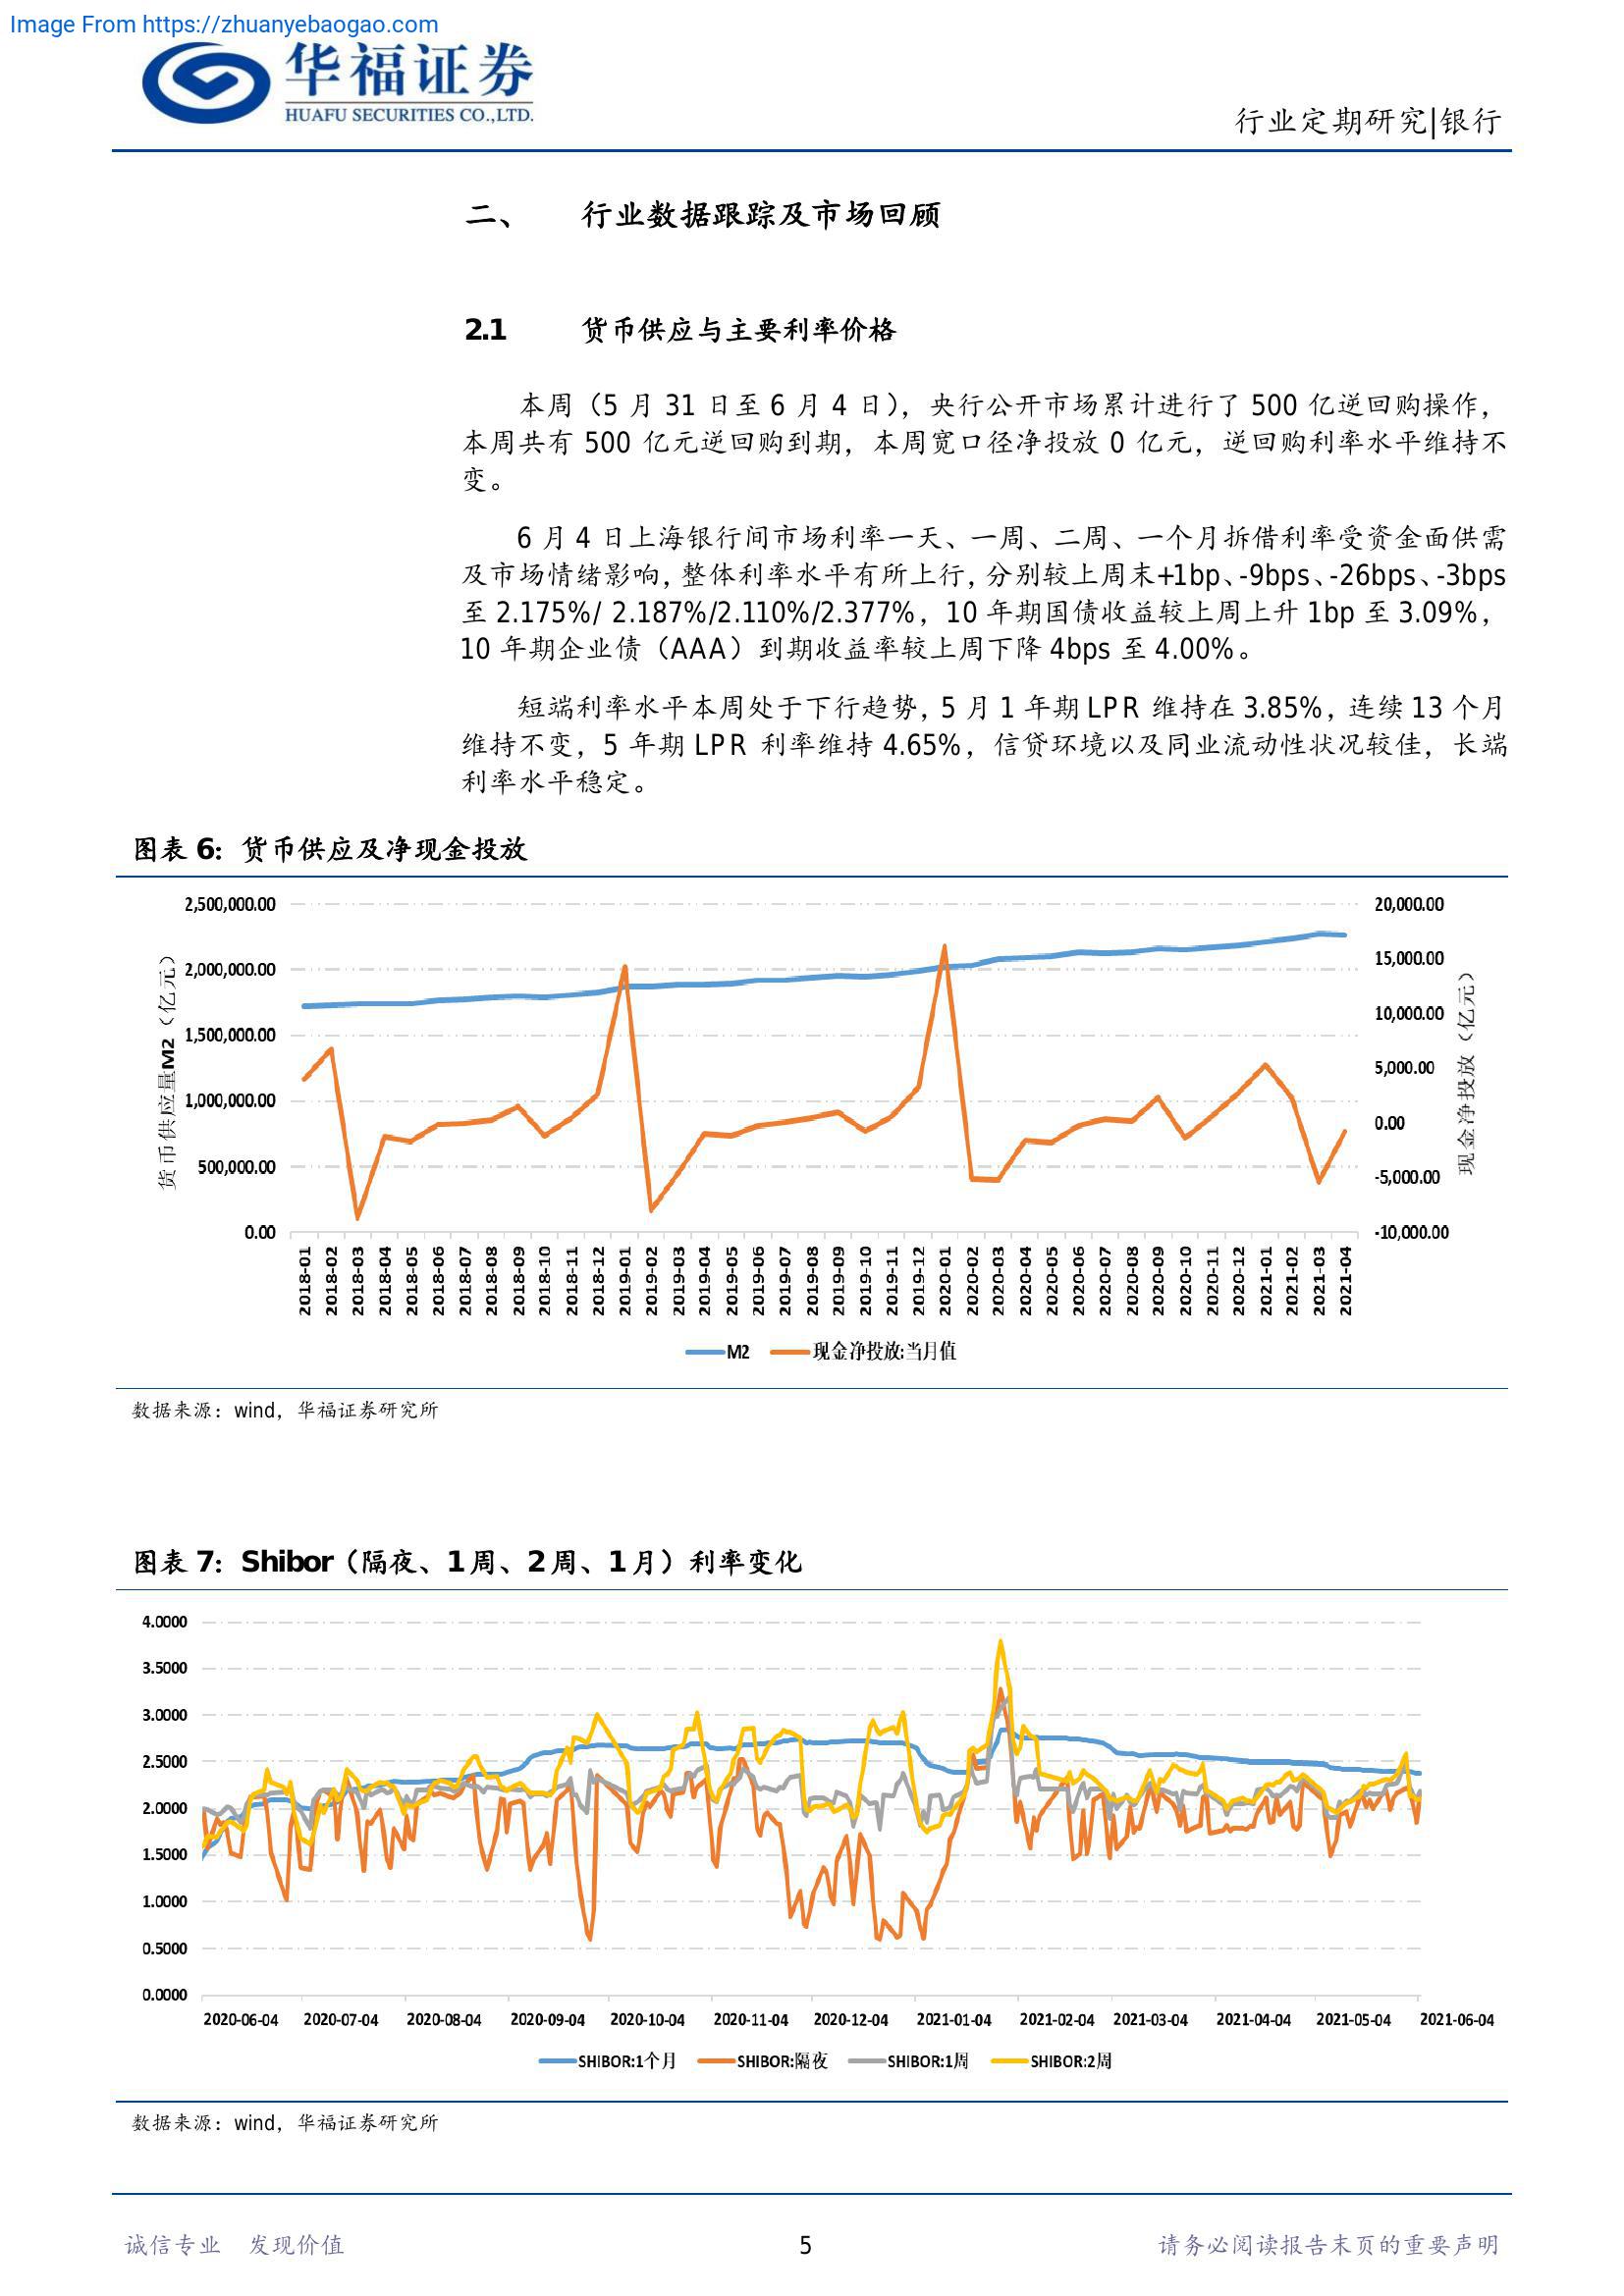 Image From https://zhuanyebaogao.com
华福证券
HUAFU SECURITIES CO.,LTD.
行业定期研究|银行
二、 行业数据跟踪及市场回顾
2.1 货币供应与主要利率价格
本周（5 月 31 日至 6 月 4 日），央行公开市场累计进行了 500 亿逆回购操作，
本周共有 500 亿元逆回购到期，本周宽口径净投放 0 亿元，逆回购利率水平维持不
变。
6 月 4 日上海银行间市场利率一天、一周、二周、一个月拆借利率受资金面供需
及市场情绪影响，整体利率水平有所上行，分别较上周末+1bp、-9bps、-26bps、-3bps
至 2.175%/ 2.187%/2.110%/2.377%，10 年期国债收益较上周上升 1bp 至 3.09%，
10 年期企业债（AAA）到期收益率较上周下降 4bps 至 4.00%。
短端利率水平本周处于下行趋势，5 月 1 年期 LPR 维持在 3.85%，连续 13 个月
维持不变，5 年期 LPR 利率维持 4.65%，信贷环境以及同业流动性状况较佳，长端
利率水平稳定。
图表 6：货币供应及净现金投放
货币供应量M2（亿元）
2,500,000.00
2,000,000.00
1,500,000.00
1,000,000.00
500,000.00
0.00
20,000.00
15,000.00
10,000.00
5,000.00
0.00
-5,000.00
-10,000.00
现金净投放（亿元）
2018-01 2018-02 2018-03 2018-04 2018-05 2018-06 2018-07 2018-08 2018-09 2018-10 2018-11 2018-12 2019-01 2019-02 2019-03 2019-04 2019-05 2019-06 2019-07 2019-08 2019-09 2019-10 2019-11 2019-12 2020-01 2020-02 2020-03 2020-04 2020-05 2020-06 2020-07 2020-08 2020-09 2020-10 2020-11 2020-12 2021-01 2021-02 2021-03 2021-04
M2 现金净投放:当月值
数据来源：wind，华福证券研究所
图表 7：Shibor（隔夜、1 周、2 周、1 月）利率变化
4.0000
3.5000
3.0000
2.5000
2.0000
1.5000
1.0000
0.5000
0.0000
2020-06-04 2020-07-04 2020-08-04 2020-09-04 2020-10-04 2020-11-04 2020-12-04 2021-01-04 2021-02-04 2021-03-04 2021-04-04 2021-05-04 2021-06-04
SHIBOR:1个月 SHIBOR:隔夜 SHIBOR:1周 SHIBOR:2周
数据来源：wind，华福证券研究所
诚信专业 发现价值 5 请务必阅读报告末页的重要声明